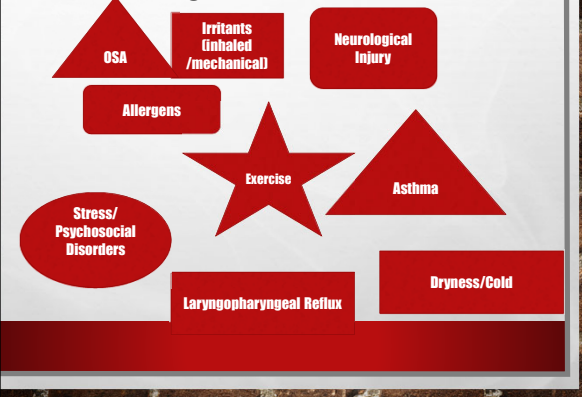 OSA
Irritants
(inhaled
/mechanical)
Neurological
Injury
Allergens
Exercise
Asthma
Stress/
Psychosocial
Disorders
Dryness/Cold
Laryngopharyngeal Reflux